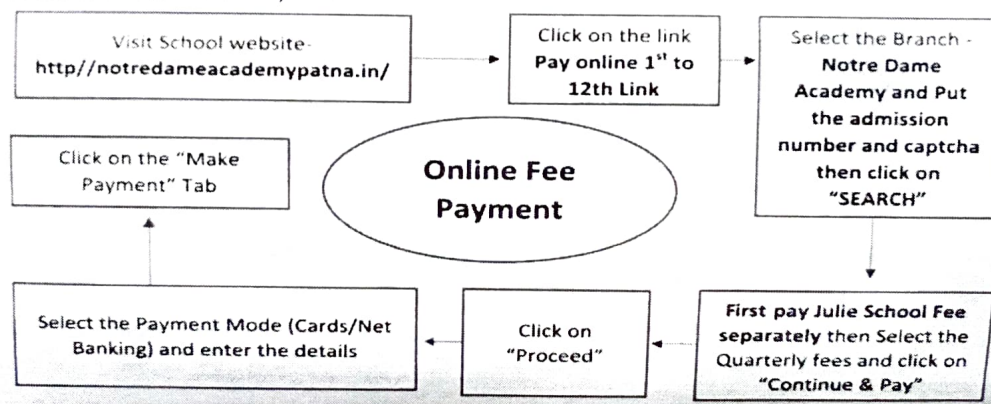 Visit School website-
http//notredameacademypatna.in/
Click on the link
Pay online 1st to
12th Link
Select the Branch -
Notre Dame
Academy and Put
the admission
number and captcha
then click on
"SEARCH"
Online Fee
Payment
First pay Julie School Fee
separately then Select the
Quarterly fees and click on
"Continue & Pay"
Click on
"Proceed"
Select the Payment Mode (Cards/Net
Banking) and enter the details
Click on the "Make
Payment" Tab